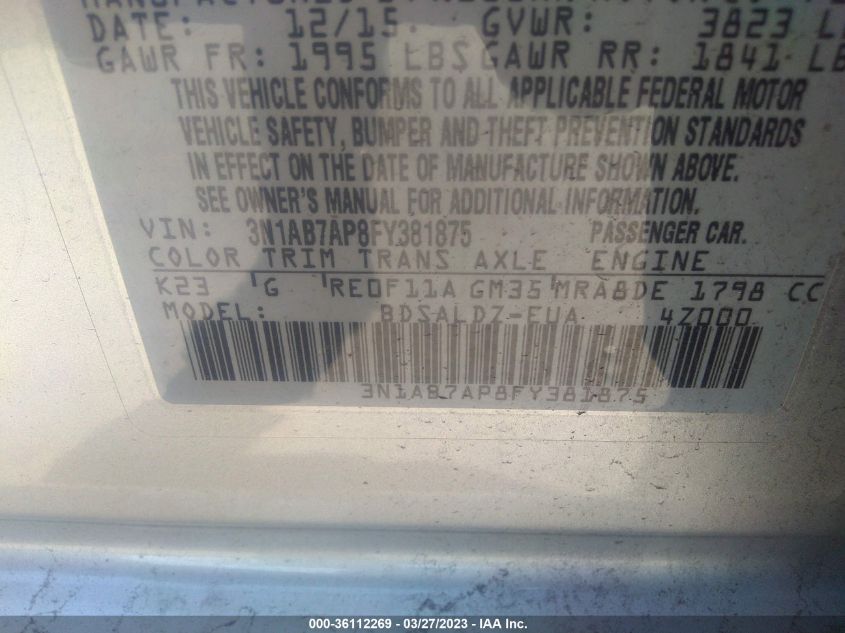 DATE: 12/15 GVWR: 3823 LB
GAWR FR: 1995 LBS GAWR RR: 1841 LB
THIS VEHICLE CONFORMS TO ALL APPLICABLE FEDERAL MOTOR
VEHICLE SAFETY, BUMPER AND THEFT PREVENTION STANDARDS
IN EFFECT ON THE DATE OF MANUFACTURE SHOWN ABOVE.
SEE OWNER'S MANUAL FOR ADDITIONAL INFORMATION.
VIN: 3N1AB7AP8FY381875 PASSENGER CAR.
COLOR TRIM TRANS AXLE ENGINE
K23 G RE0F11A GM35 MRA8DE 1798 CC
MODEL: BDSALDZ-EUA 4Z000
3N1AB7AP8FY381875
000-36112269 - 03/27/2023 - IAA Inc.